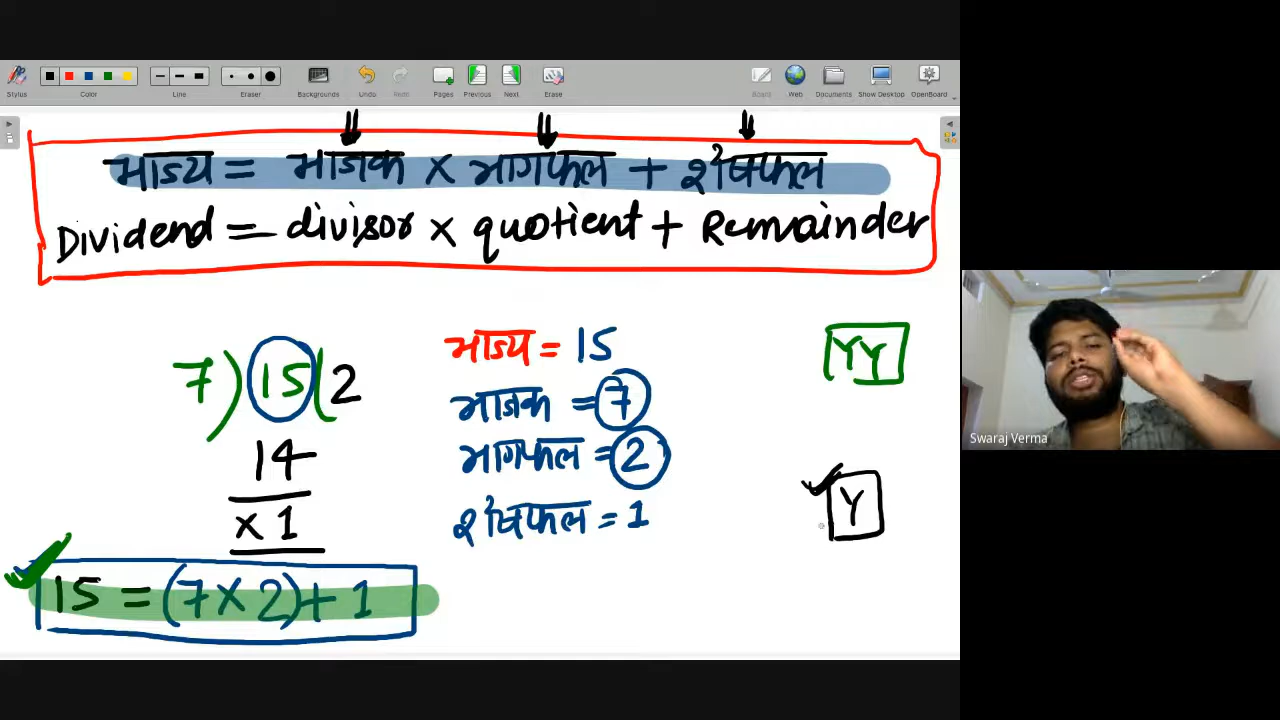 Stylus Color Line Eraser Backgrounds Undo Redo Pages Previous Next Erase Board Web Documents Show Desktop OpenBoard
भाज्य = भाजक × भागफल + शेषफल
Dividend = divisor × quotient + Remainder
7 ) 15 ( 2
14
× 1
15 = (7 × 2) + 1
भाज्य = 15
भाजक = 7
भागफल = 2
शेषफल = 1
YY
Y
Swaraj Verma